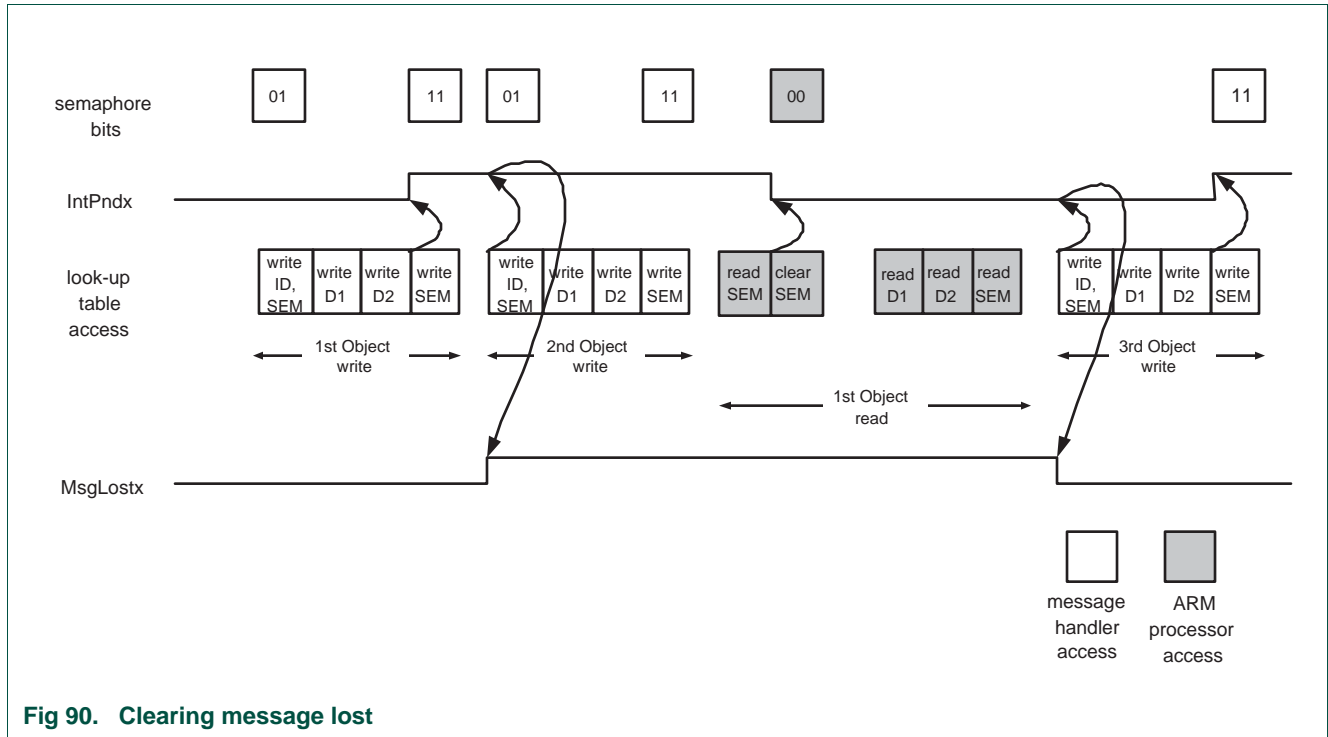 semaphore
bits
01
11
01
11
00
11
IntPndx
look-up
table
access
write
ID,
SEM
write
D1
write
D2
write
SEM
write
ID,
SEM
write
D1
write
D2
write
SEM
read
SEM
clear
SEM
read
D1
read
D2
read
SEM
write
ID,
SEM
write
D1
write
D2
write
SEM
1st Object
write
2nd Object
write
3rd Object
write
1st Object
read
MsgLostx
message
handler
access
ARM
processor
access
Fig 90. Clearing message lost